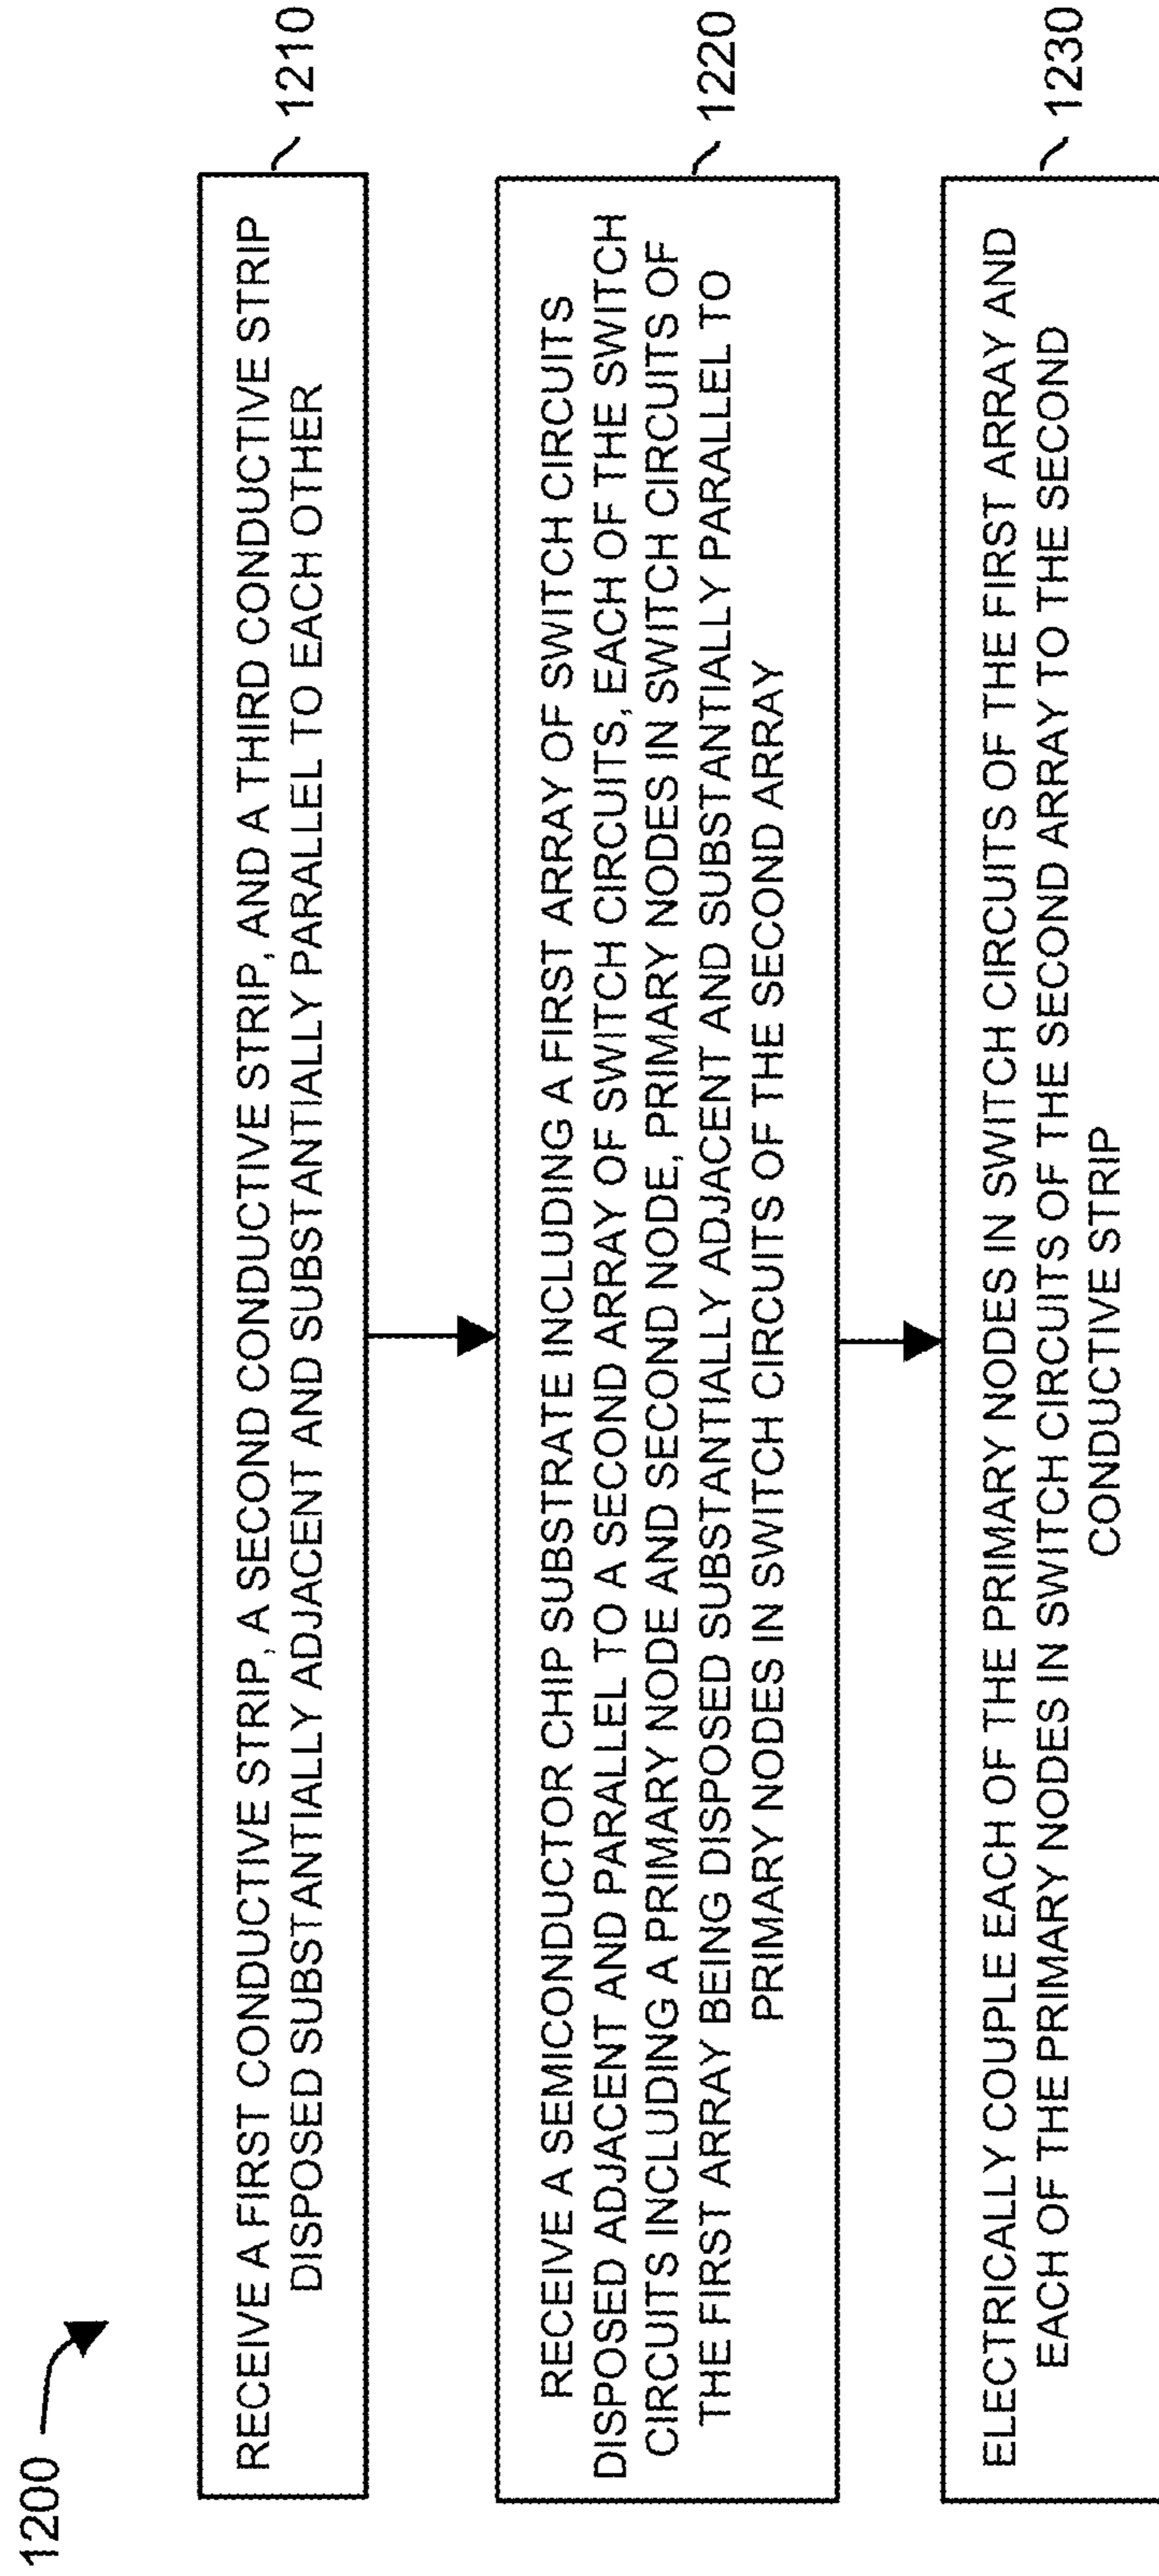 1200
RECEIVE A FIRST CONDUCTIVE STRIP, A SECOND CONDUCTIVE STRIP, AND A THIRD CONDUCTIVE STRIP
DISPOSED SUBSTANTIALLY ADJACENT AND SUBSTANTIALLY PARALLEL TO EACH OTHER
1210
RECEIVE A SEMICONDUCTOR CHIP SUBSTRATE INCLUDING A FIRST ARRAY OF SWITCH CIRCUITS
DISPOSED ADJACENT AND PARALLEL TO A SECOND ARRAY OF SWITCH CIRCUITS, EACH OF THE SWITCH
CIRCUITS INCLUDING A PRIMARY NODE AND SECOND NODE, PRIMARY NODES IN SWITCH CIRCUITS OF
THE FIRST ARRAY BEING DISPOSED SUBSTANTIALLY ADJACENT AND SUBSTANTIALLY PARALLEL TO
PRIMARY NODES IN SWITCH CIRCUITS OF THE SECOND ARRAY
1220
ELECTRICALLY COUPLE EACH OF THE PRIMARY NODES IN SWITCH CIRCUITS OF THE FIRST ARRAY AND
EACH OF THE PRIMARY NODES IN SWITCH CIRCUITS OF THE SECOND ARRAY TO THE SECOND
CONDUCTIVE STRIP
1230